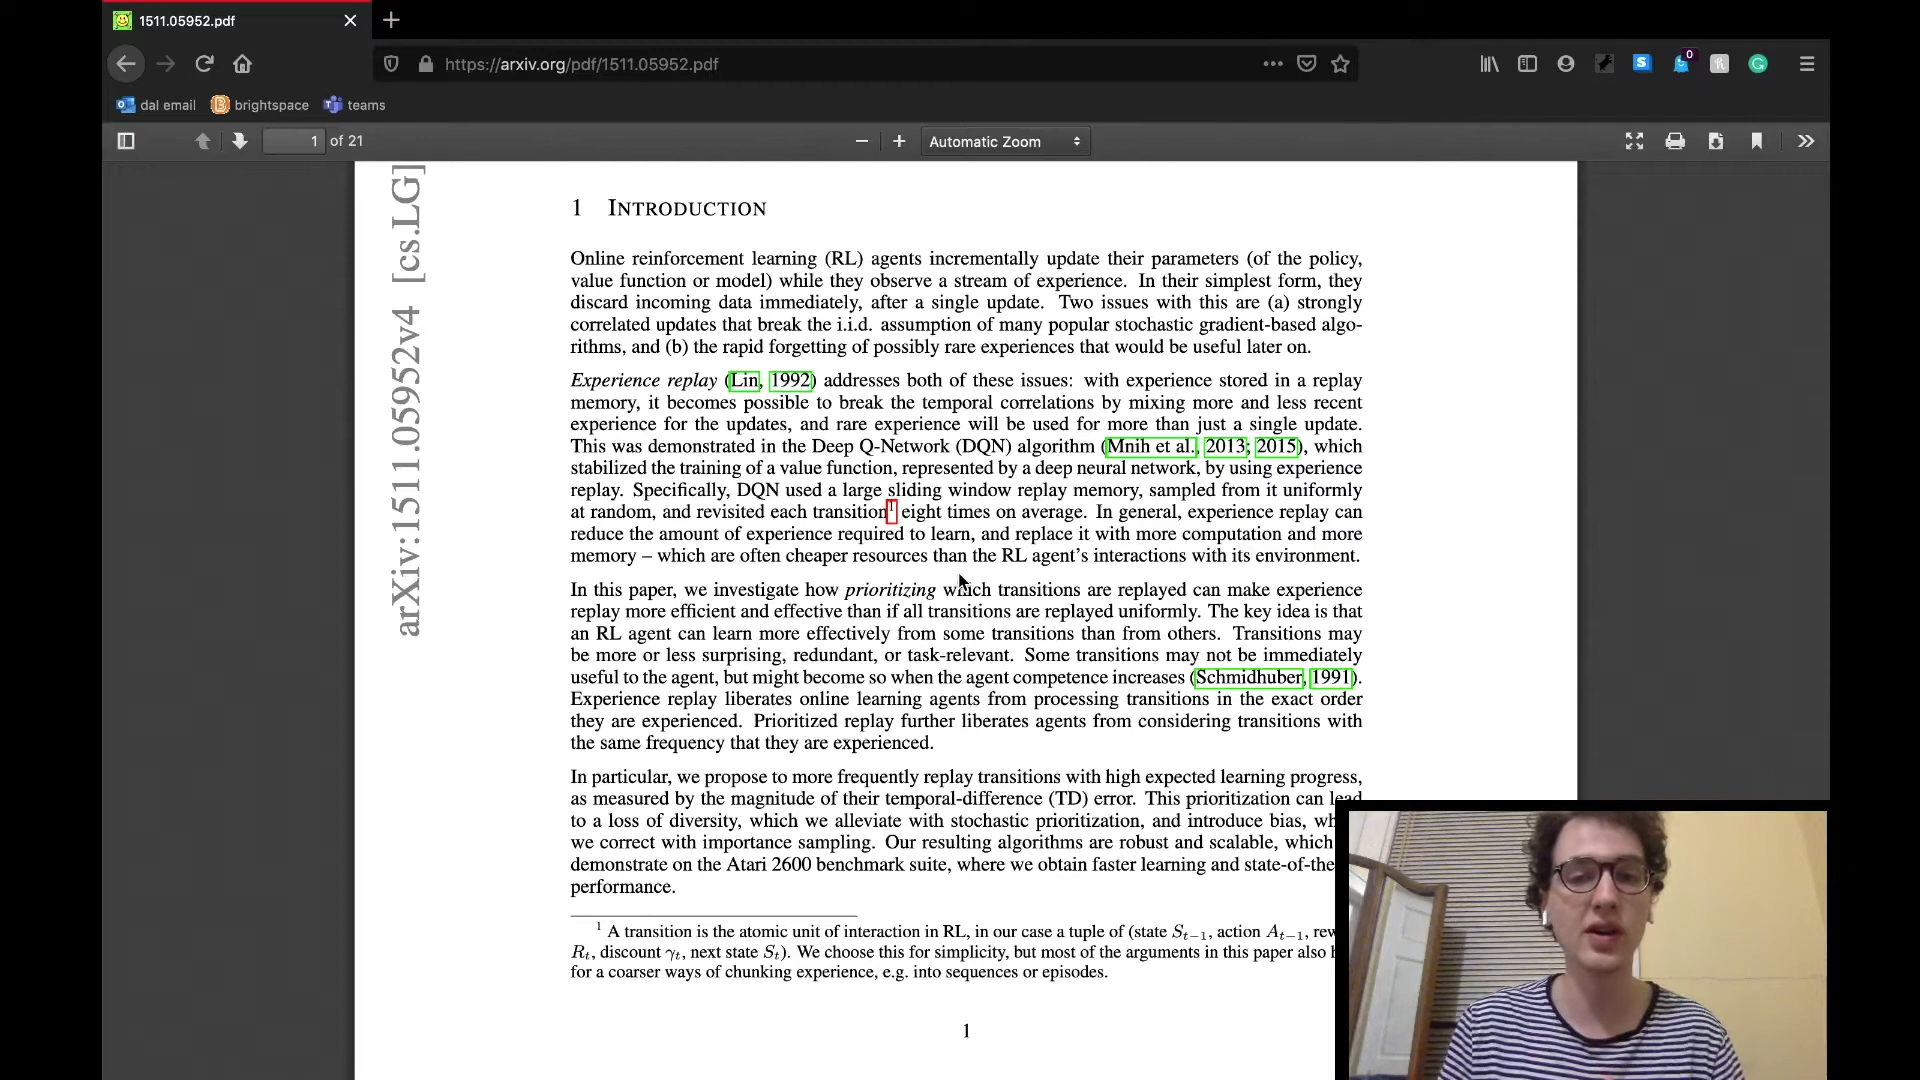 1511.05952.pdf
https://arxiv.org/pdf/1511.05952.pdf
0
dal email brightspace teams
1 of 21 Automatic Zoom
arXiv:1511.05952v4 [cs.LG]
1 INTRODUCTION
Online reinforcement learning (RL) agents incrementally update their parameters (of the policy,
value function or model) while they observe a stream of experience. In their simplest form, they
discard incoming data immediately, after a single update. Two issues with this are (a) strongly
correlated updates that break the i.i.d. assumption of many popular stochastic gradient-based algo-
rithms, and (b) the rapid forgetting of possibly rare experiences that would be useful later on.
Experience replay (Lin, 1992) addresses both of these issues: with experience stored in a replay
memory, it becomes possible to break the temporal correlations by mixing more and less recent
experience for the updates, and rare experience will be used for more than just a single update.
This was demonstrated in the Deep Q-Network (DQN) algorithm (Mnih et al., 2013; 2015), which
stabilized the training of a value function, represented by a deep neural network, by using experience
replay. Specifically, DQN used a large sliding window replay memory, sampled from it uniformly
at random, and revisited each transition1 eight times on average. In general, experience replay can
reduce the amount of experience required to learn, and replace it with more computation and more
memory – which are often cheaper resources than the RL agent's interactions with its environment.
In this paper, we investigate how prioritizing which transitions are replayed can make experience
replay more efficient and effective than if all transitions are replayed uniformly. The key idea is that
an RL agent can learn more effectively from some transitions than from others. Transitions may
be more or less surprising, redundant, or task-relevant. Some transitions may not be immediately
useful to the agent, but might become so when the agent competence increases (Schmidhuber, 1991).
Experience replay liberates online learning agents from processing transitions in the exact order
they are experienced. Prioritized replay further liberates agents from considering transitions with
the same frequency that they are experienced.
In particular, we propose to more frequently replay transitions with high expected learning progress,
as measured by the magnitude of their temporal-difference (TD) error. This prioritization can lead
to a loss of diversity, which we alleviate with stochastic prioritization, and introduce bias, wh
we correct with importance sampling. Our resulting algorithms are robust and scalable, which
demonstrate on the Atari 2600 benchmark suite, where we obtain faster learning and state-of-the
performance.
1 A transition is the atomic unit of interaction in RL, in our case a tuple of (state St−1, action At−1, rew
Rt, discount γt, next state St). We choose this for simplicity, but most of the arguments in this paper also h
for a coarser ways of chunking experience, e.g. into sequences or episodes.
1